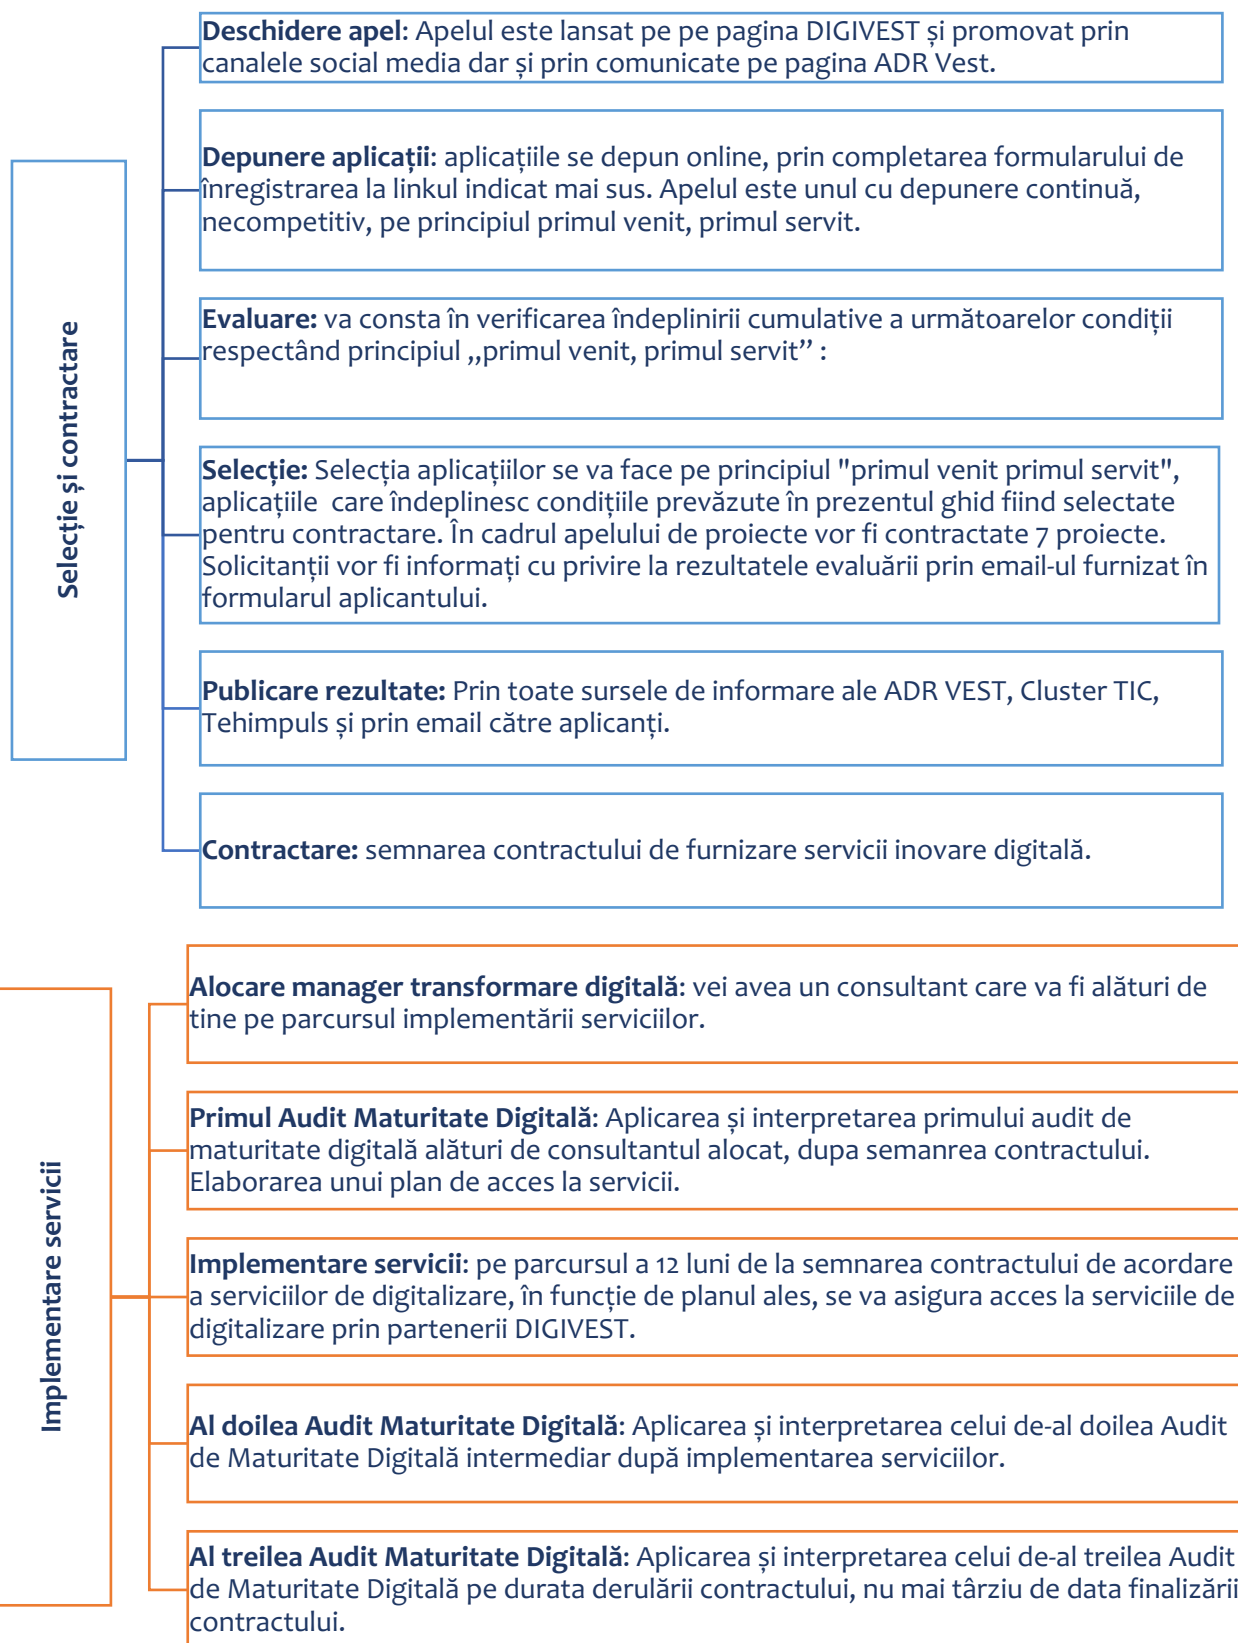 Deschidere apel: Apelul este lansat pe pe pagina DIGIVEST și promovat prin
canalele social media dar și prin comunicate pe pagina ADR Vest.
Depunere aplicații: aplicațiile se depun online, prin completarea formularului de
înregistrarea la linkul indicat mai sus. Apelul este unul cu depunere continuă,
necompetitiv, pe principiul primul venit, primul servit.
Evaluare: va consta în verificarea îndeplinirii cumulative a următoarelor condiții
respectând principiul „primul venit, primul servit” :
Selecție și contractare
Selecție: Selecția aplicațiilor se va face pe principiul "primul venit primul servit",
aplicațiile  care îndeplinesc condițiile prevăzute în prezentul ghid fiind selectate
pentru contractare. În cadrul apelului de proiecte vor fi contractate 7 proiecte.
Solicitanții vor fi informați cu privire la rezultatele evaluării prin email-ul furnizat în
formularul aplicantului.
Publicare rezultate: Prin toate sursele de informare ale ADR VEST, Cluster TIC,
Tehimpuls și prin email către aplicanți.
Contractare: semnarea contractului de furnizare servicii inovare digitală.
Alocare manager transformare digitală: vei avea un consultant care va fi alături de
tine pe parcursul implementării serviciilor.
Primul Audit Maturitate Digitală: Aplicarea și interpretarea primului audit de
maturitate digitală alături de consultantul alocat, dupa semanrea contractului.
Elaborarea unui plan de acces la servicii.
Implementare servicii
Implementare servicii: pe parcursul a 12 luni de la semnarea contractului de acordare
a serviciilor de digitalizare, în funcție de planul ales, se va asigura acces la serviciile de
digitalizare prin partenerii DIGIVEST.
Al doilea Audit Maturitate Digitală: Aplicarea și interpretarea celui de-al doilea Audit
de Maturitate Digitală intermediar după implementarea serviciilor.
Al treilea Audit Maturitate Digitală: Aplicarea și interpretarea celui de-al treilea Audit
de Maturitate Digitală pe durata derulării contractului, nu mai târziu de data finalizării
contractului.